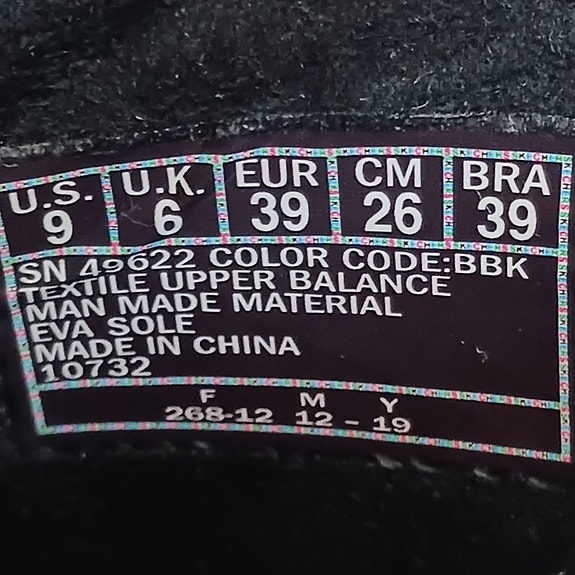 U.S. U.K. EUR CM BRA
9 6 39 26 39
SN 49622 COLOR CODE:BBK
TEXTILE UPPER BALANCE
MAN MADE MATERIAL
EVA SOLE
MADE IN CHINA
10732
F M Y
268-12 12 - 19